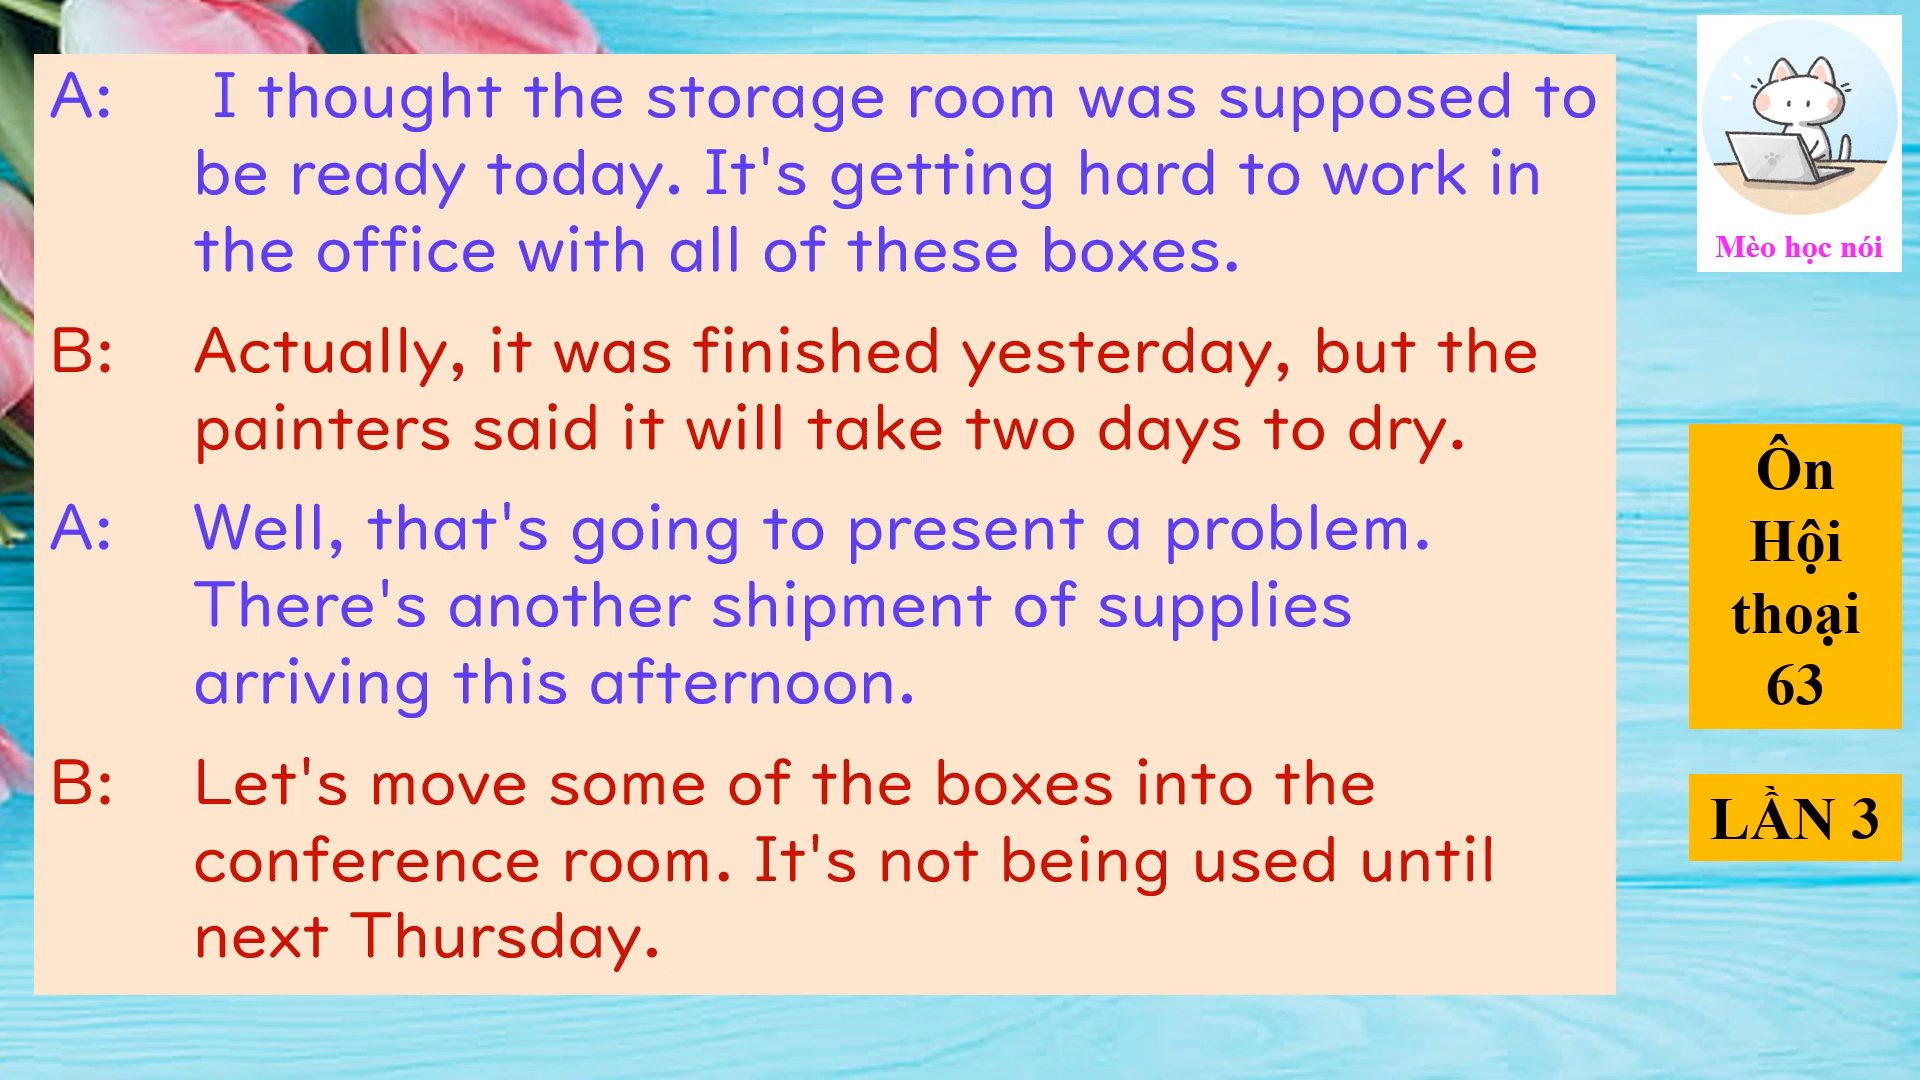 A: I thought the storage room was supposed to
be ready today. It's getting hard to work in
the office with all of these boxes.
B: Actually, it was finished yesterday, but the
painters said it will take two days to dry.
A: Well, that's going to present a problem.
There's another shipment of supplies
arriving this afternoon.
B: Let's move some of the boxes into the
conference room. It's not being used until
next Thursday.
Mèo học nói
Ôn
Hội
thoại
63
LẦN 3